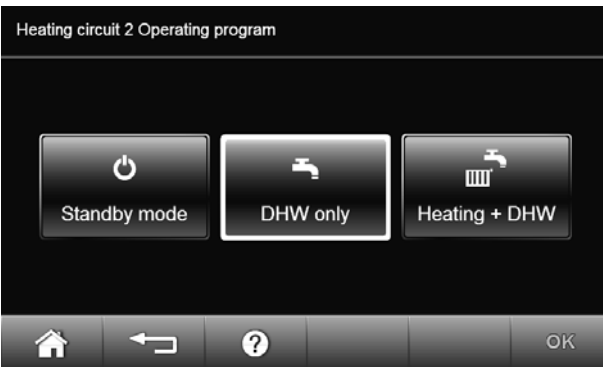 Heating circuit 2 Operating program
Standby mode
DHW only
Heating + DHW
?
OK